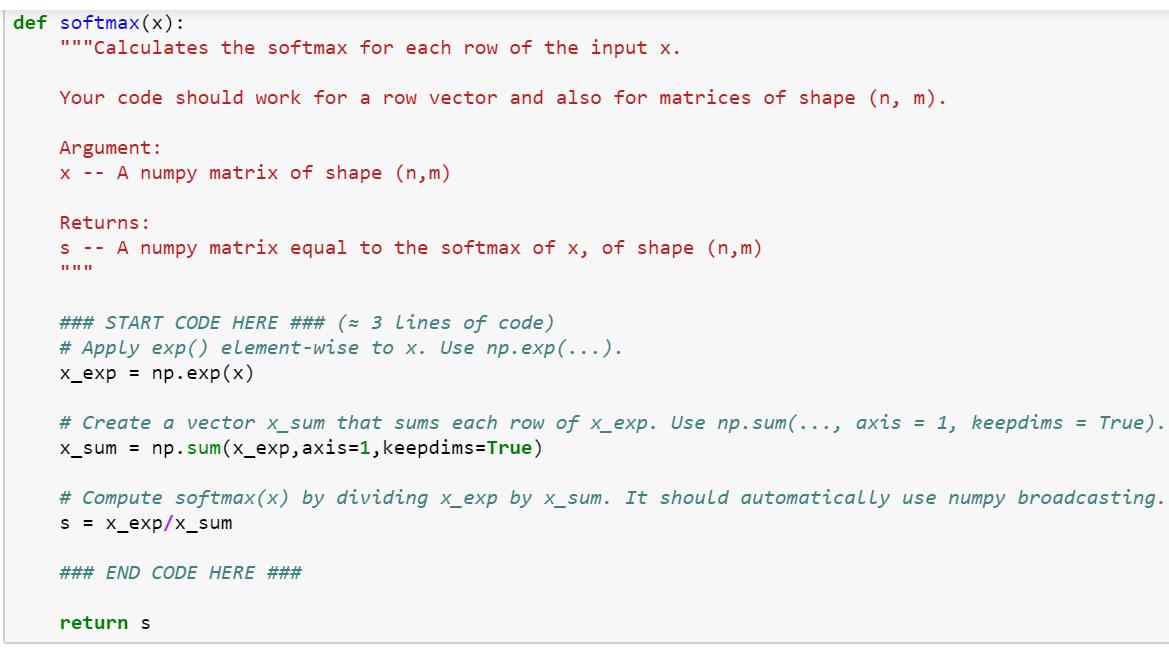 def softmax(x):
    """Calculates the softmax for each row of the input x.
    Your code should work for a row vector and also for matrices of shape (n, m).
    Argument:
    x -- A numpy matrix of shape (n,m)
    Returns:
    s -- A numpy matrix equal to the softmax of x, of shape (n,m)
    """
    ### START CODE HERE ### (≈ 3 lines of code)
    # Apply exp() element-wise to x. Use np.exp(...).
    x_exp = np.exp(x)
    # Create a vector x_sum that sums each row of x_exp. Use np.sum(..., axis = 1, keepdims = True).
    x_sum = np.sum(x_exp,axis=1,keepdims=True)
    # Compute softmax(x) by dividing x_exp by x_sum. It should automatically use numpy broadcasting.
    s = x_exp/x_sum
    ### END CODE HERE ###
    return s